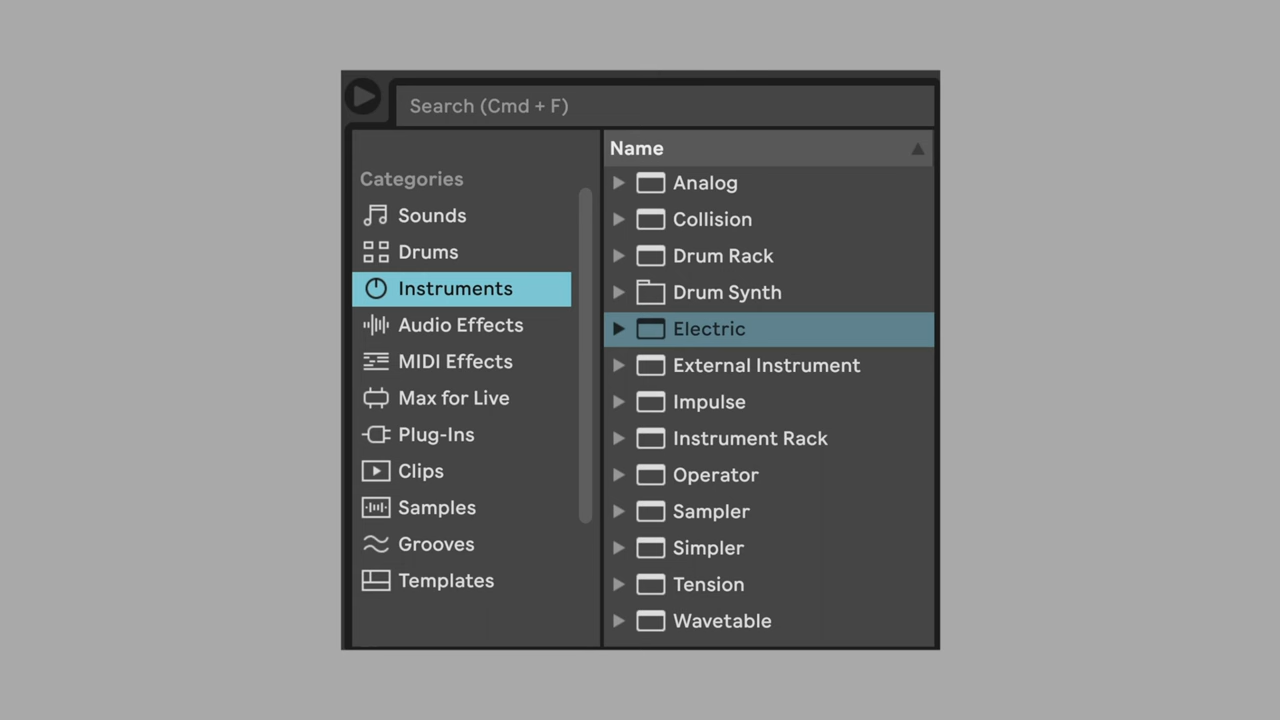 Search (Cmd + F)
Categories
Sounds
Drums
Instruments
Audio Effects
MIDI Effects
Max for Live
Plug-Ins
Clips
Samples
Grooves
Templates
Name
Analog
Collision
Drum Rack
Drum Synth
Electric
External Instrument
Impulse
Instrument Rack
Operator
Sampler
Simpler
Tension
Wavetable